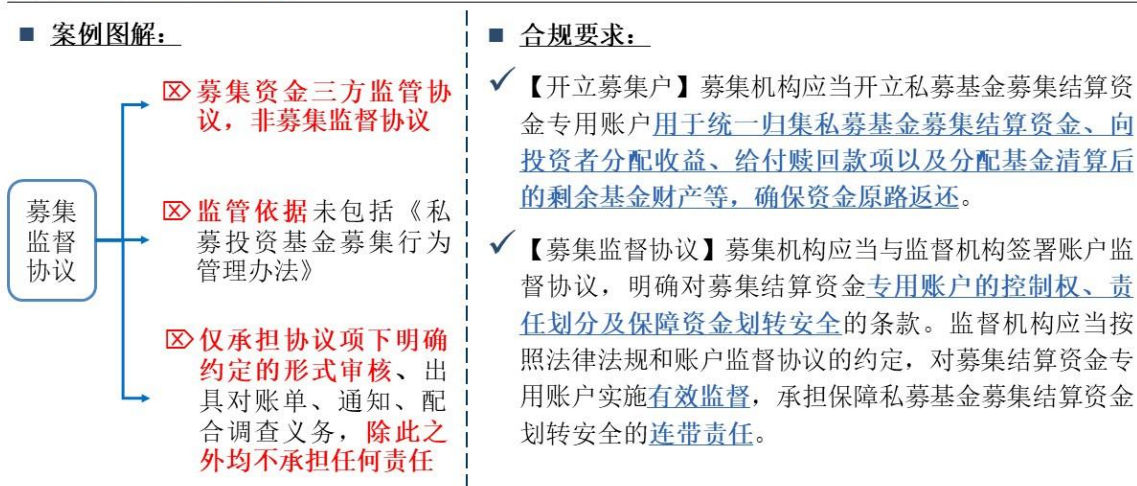 ■ 案例图解：
募集
监督
协议
⌦募集资金三方监管协
议，非募集监督协议
⌦监管依据未包括《私
募投资基金募集行为
管理办法》
⌦仅承担协议项下明确
约定的形式审核、出
具对账单、通知、配
合调查义务，除此之
外均不承担任何责任
■ 合规要求：
✓【开立募集户】募集机构应当开立私募基金募集结算资
金专用账户用于统一归集私募基金募集结算资金、向
投资者分配收益、给付赎回款项以及分配基金清算后
的剩余基金财产等，确保资金原路返还。
✓【募集监督协议】募集机构应当与监督机构签署账户监
督协议，明确对募集结算资金专用账户的控制权、责
任划分及保障资金划转安全的条款。监督机构应当按
照法律法规和账户监督协议的约定，对募集结算资金专
用账户实施有效监督，承担保障私募基金募集结算资金
划转安全的连带责任。